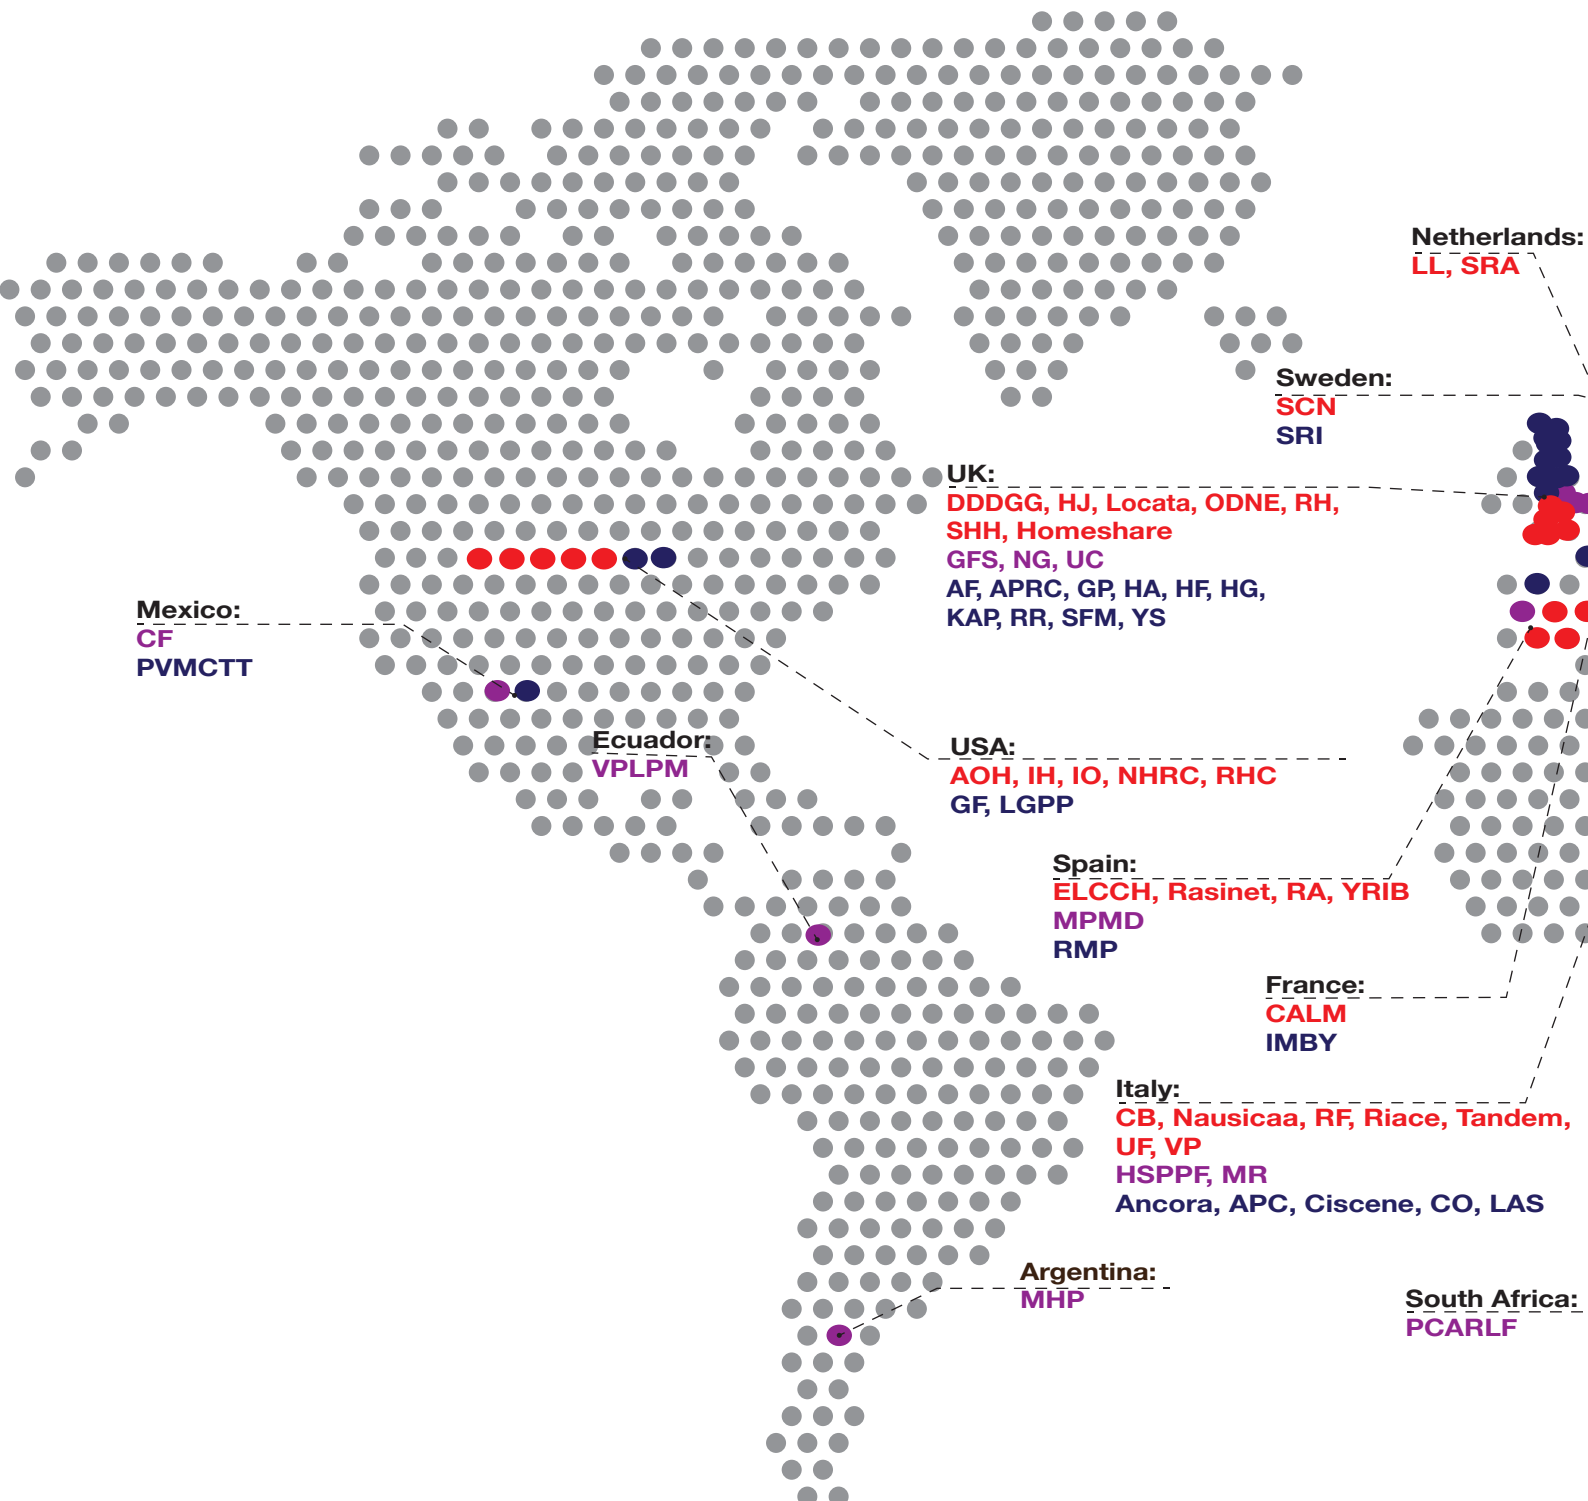 Netherlands:
LL, SRA
Sweden:
SCN
SRI
UK:
DDDGG, HJ, Locata, ODNE, RH,
SHH, Homeshare
GFS, NG, UC
AF, APRC, GP, HA, HF, HG,
KAP, RR, SFM, YS
Mexico:
CF
PVMCTT
Ecuador:
VPLPM
USA:
AOH, IH, IO, NHRC, RHC
GF, LGPP
Spain:
ELCCH, Rasinet, RA, YRIB
MPMD
RMP
France:
CALM
IMBY
Italy:
CB, Nausicaa, RF, Riace, Tandem,
UF, VP
HSPPF, MR
Ancora, APC, Ciscene, CO, LAS
Argentina:
MHP
South Africa:
PCARLF